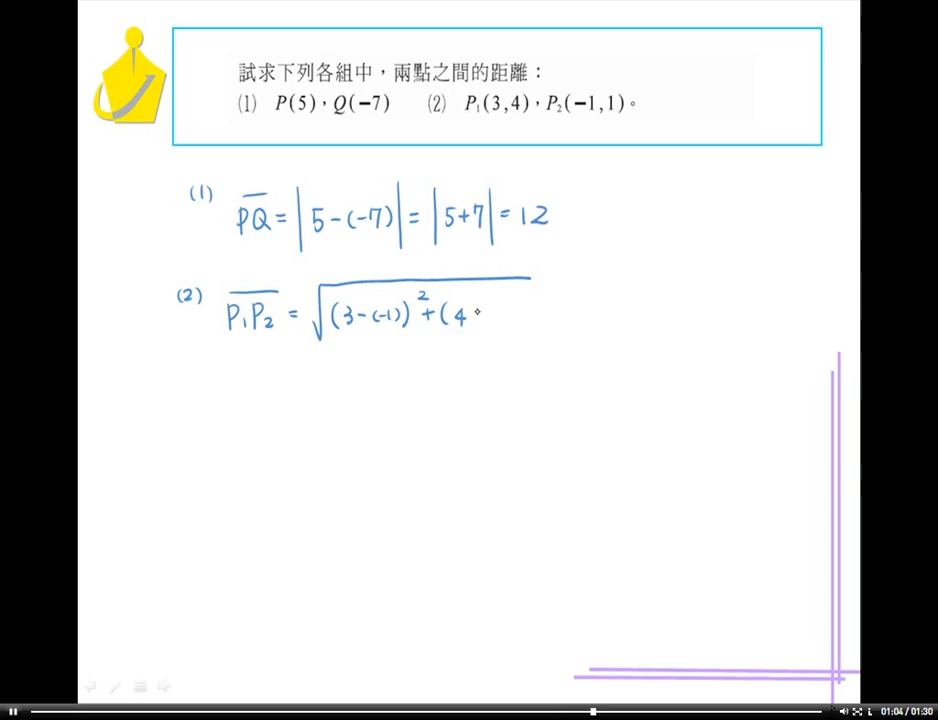 試求下列各組中，兩點之間的距離：
(1) P(5)，Q(−7) (2) P₁(3,4)，P₂(−1,1)。
(1) PQ = |5-(-7)| = |5+7| = 12
(2) P₁P₂ = √(3-(-1))² + (4
01:04 / 01:30